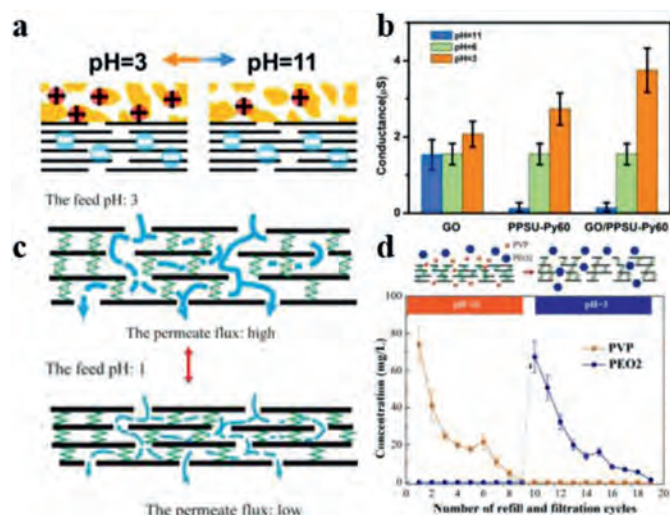 a
pH=3
pH=11
The feed pH: 3
c
The permeate flux: high
The feed pH: 1
The permeate flux: low
b
pH=11
pH=6
pH=3
Conductance(μS)
4
2
0
GO
PPSU-Py60
GO/PPSU-Py60
d
PVP
PEO2
pH=3
PVP
PEO2
Concentration (mg/L)
100
80
60
40
20
0
0 2 4 6 8 10 12 14 16 18 20
Number of refill and filtration cycles